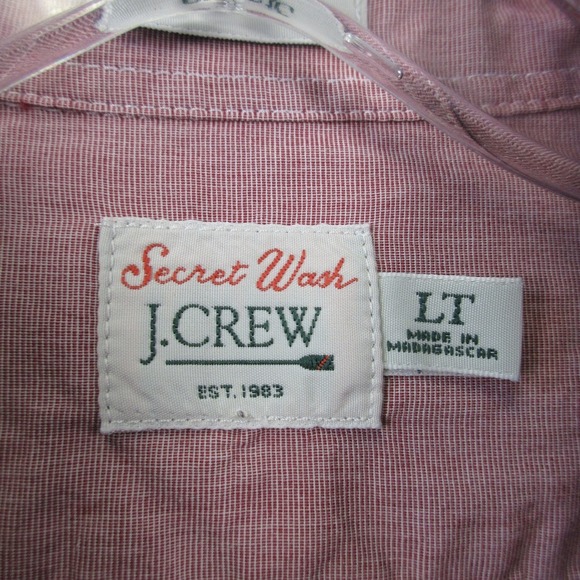 Secret Wash
J.CREW
EST. 1983
LT
MADE IN
MADAGASCAR